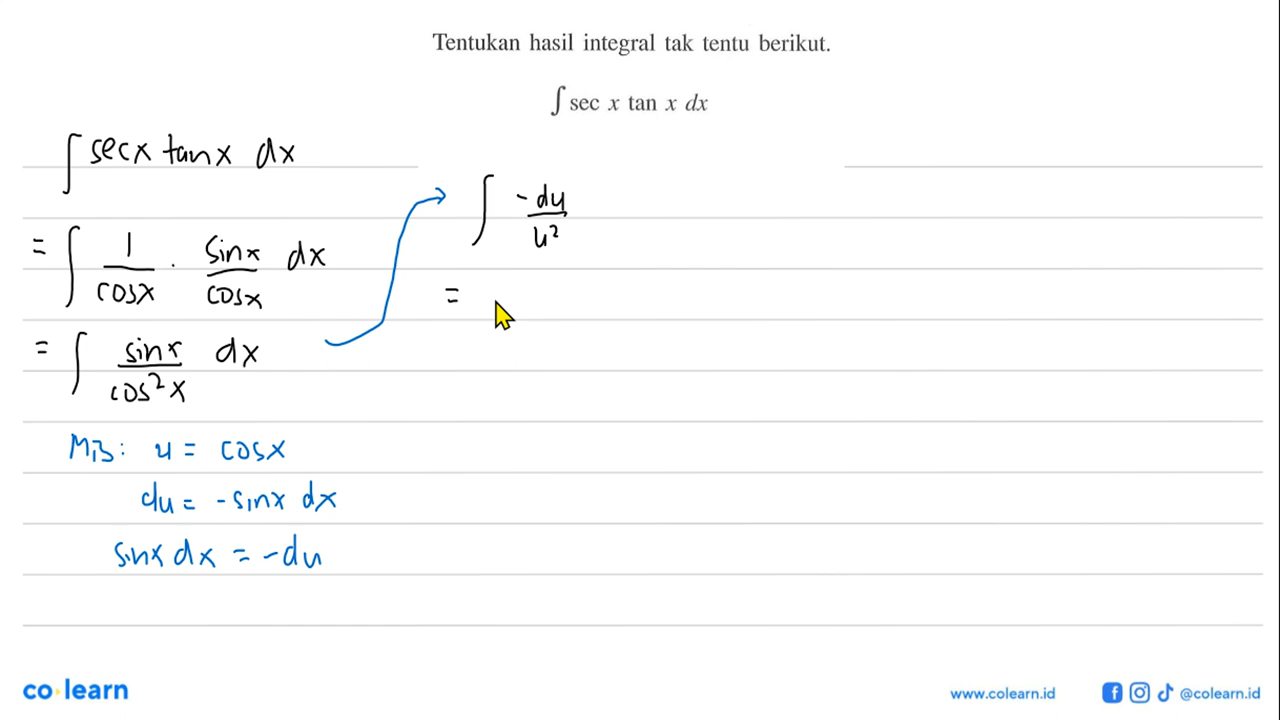 Tentukan hasil integral tak tentu berikut.
∫ sec x tan x dx
∫ secx tanx dx
= ∫ 1/cosx · sinx/cosx dx
= ∫ sinx/cos²x dx
Mis: u = cosx
du = -sinx dx
sinx dx = -du
∫ -du/u²
=
co·learn
www.colearn.id @colearn.id